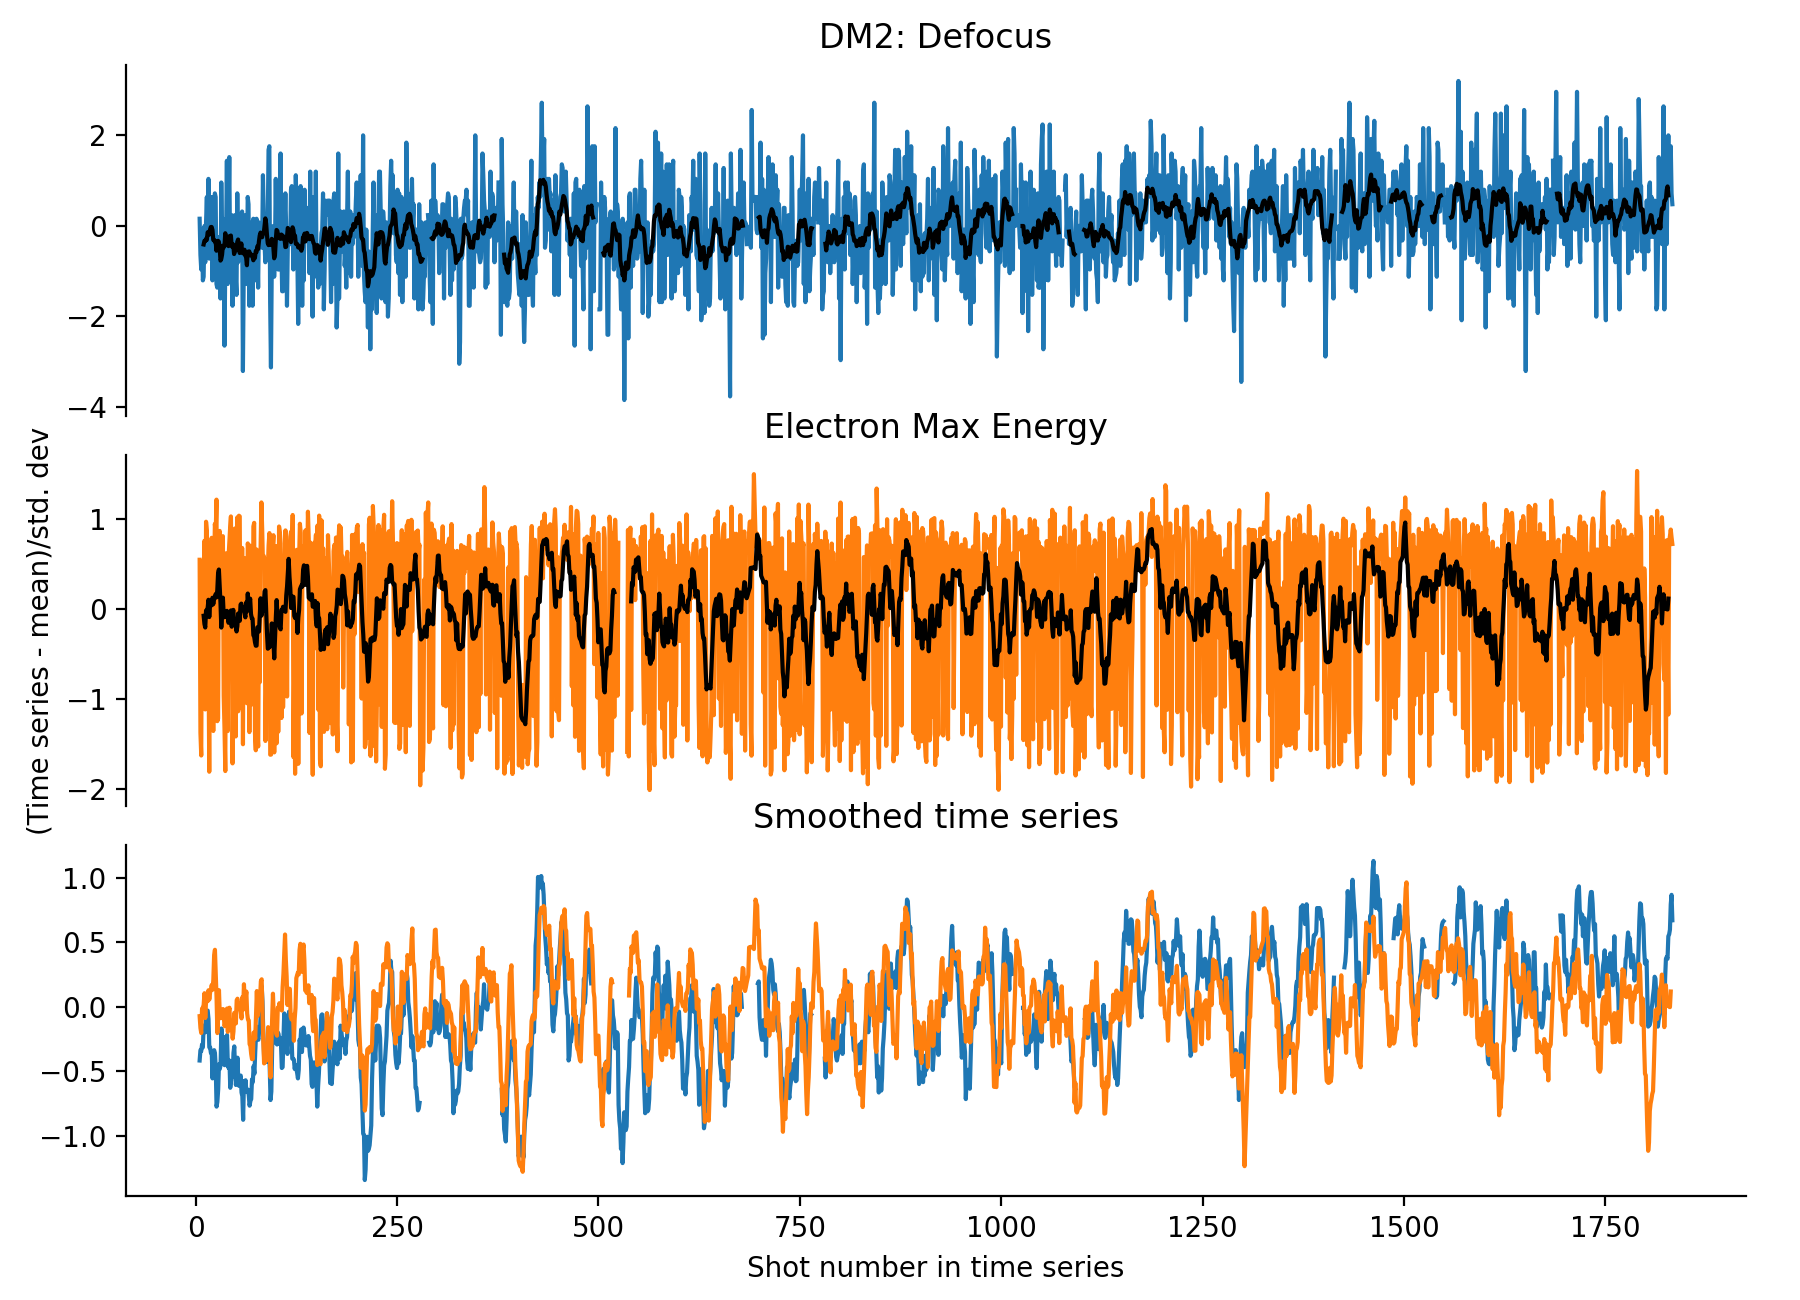 DM2: Defocus
2
0
−2
−4
Electron Max Energy
1
0
−1
−2
(Time series - mean)/std. dev
Smoothed time series
1.0
0.5
0.0
−0.5
−1.0
0 250 500 750 1000 1250 1500 1750
Shot number in time series